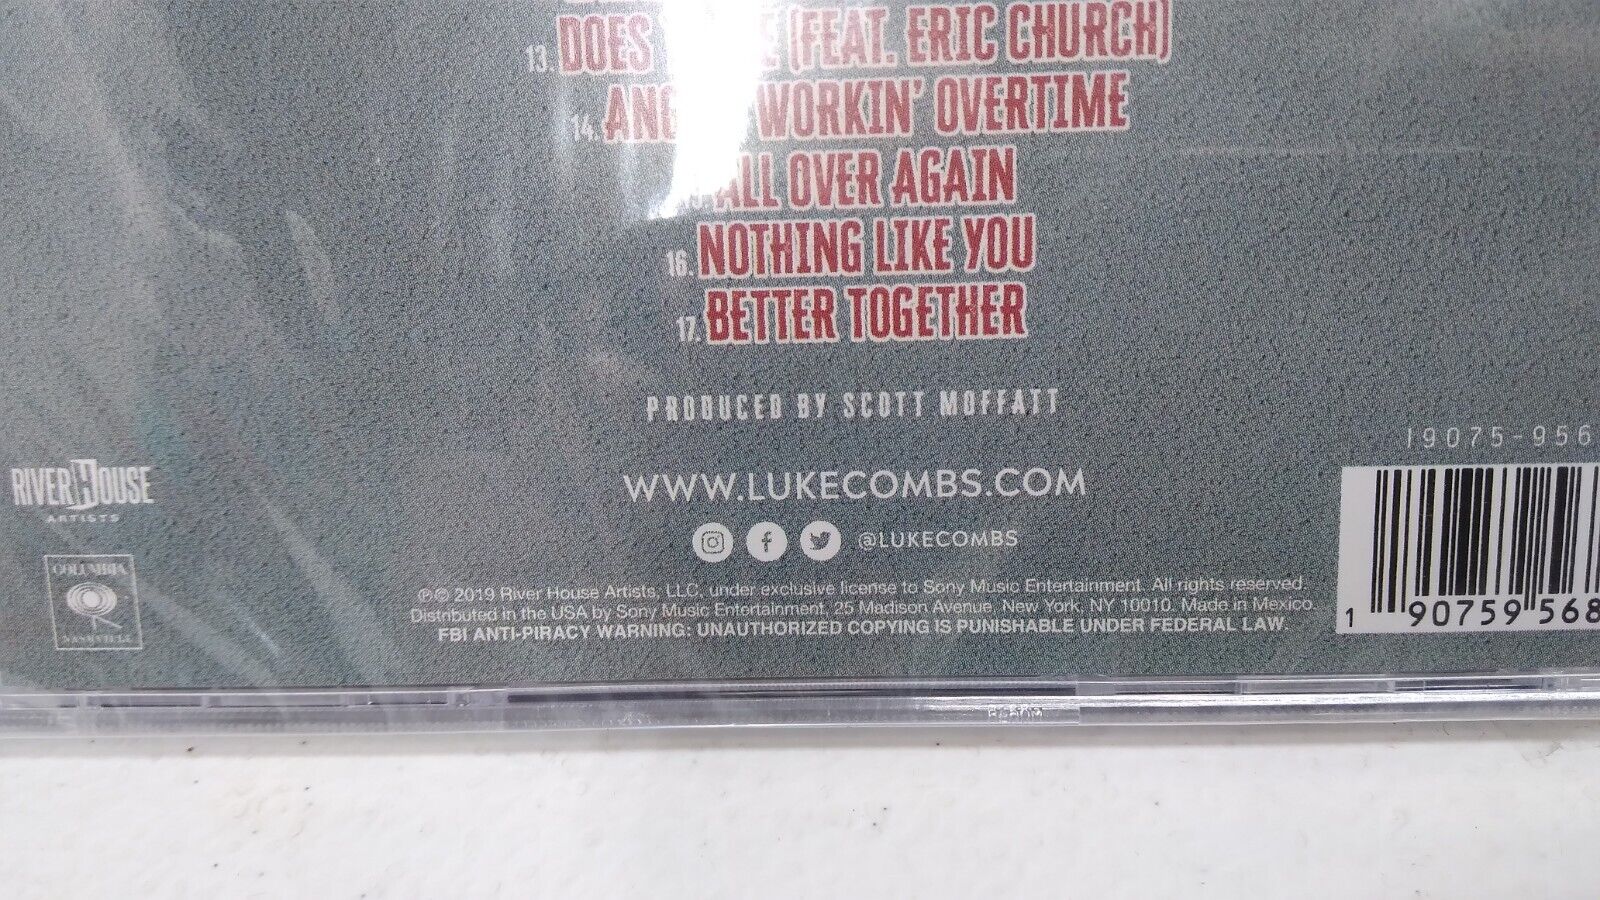 13. DOES (FEAT. ERIC CHURCH)
14. WORKIN' OVERTIME
ALL OVER AGAIN
16. NOTHING LIKE YOU
17. BETTER TOGETHER
PRODUCED BY SCOTT MOFFATT
19075-956
WWW.LUKECOMBS.COM
RIVER HOUSE
ARTISTS
@LUKECOMBS
COLUMBIA
NASHVILLE
℗© 2019 River House Artists, LLC, under exclusive license to Sony Music Entertainment. All rights reserved.
Distributed in the USA by Sony Music Entertainment, 25 Madison Avenue, New York, NY 10010. Made in Mexico.
FBI ANTI-PIRACY WARNING: UNAUTHORIZED COPYING IS PUNISHABLE UNDER FEDERAL LAW.
1 90759 568